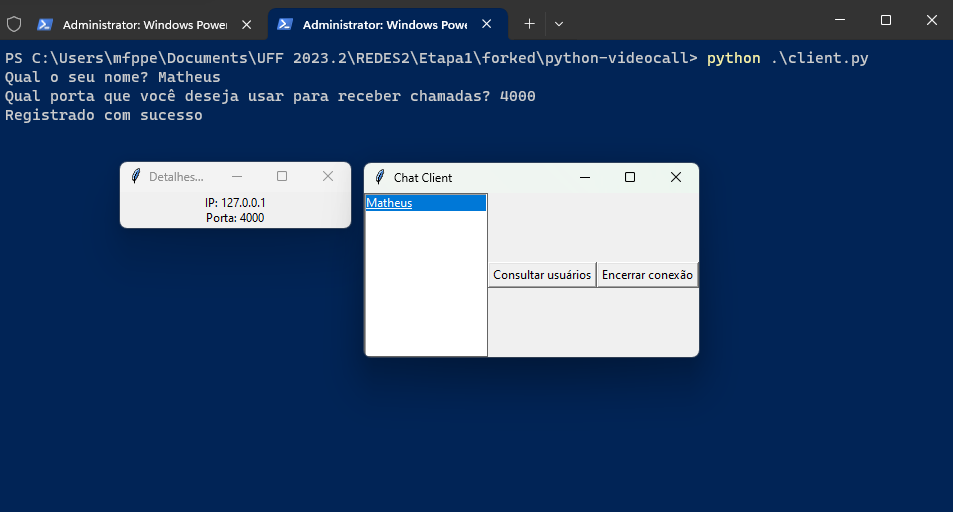 Administrator: Windows Power
Administrator: Windows Powe
PS C:\Users\mfppe\Documents\UFF 2023.2\REDES2\Etapa1\forked\python-videocall> python .\client.py
Qual o seu nome? Matheus
Qual porta que você deseja usar para receber chamadas? 4000
Registrado com sucesso
Detalhes...
IP: 127.0.0.1
Porta: 4000
Chat Client
Matheus
Consultar usuários
Encerrar conexão